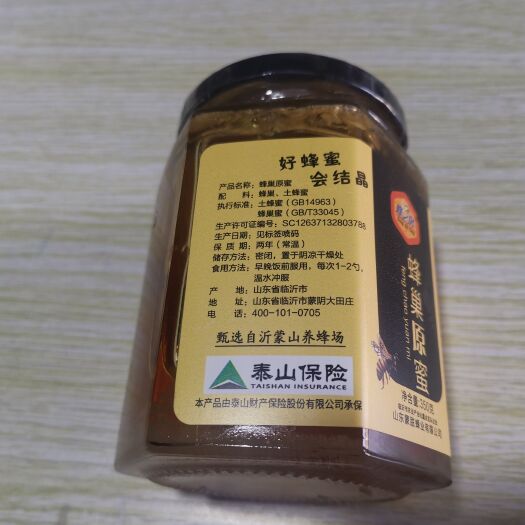 好蜂蜜
会结晶
产品名称：蜂巢原蜜
配 料：蜂巢、土蜂蜜
执行标准：土蜂蜜（GB14963）
蜂巢蜜（GB/T33045）
生产许可证编号：SC12637132803788
生产日期：见标签喷码
保 质 期：两年（常温）
储存方法：密闭，置于阴凉干燥处
食用方法：早晚饭前服用，每次1-2勺，
温水冲服
产 地：山东省临沂市
地 址：山东省临沂市蒙阴大田庄
电 话：400-101-0705
甄选自沂蒙山养蜂场
泰山保险
TAISHAN INSURANCE
本产品由泰山财产保险股份有限公司承保
蜂巢原蜜
feng chao yuan mi
净含量:350克